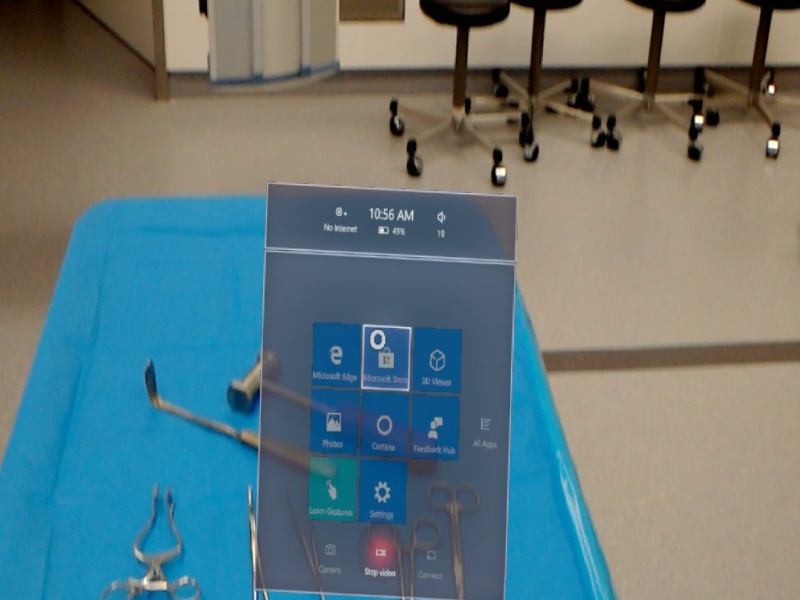 10:56 AM
No Internet 45% 10
Microsoft Edge Microsoft Store 3D Viewer
Photos Cortana Feedback Hub All Apps
Learn Gestures Settings
Camera Stop video Connect